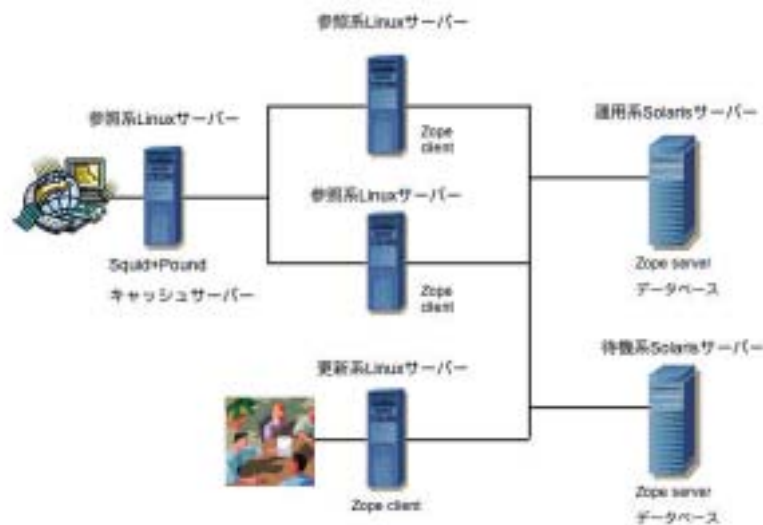 参照系Linuxサーバー
Zope
client
参照系Linuxサーバー
Squid+Pound
キャッシュサーバー
参照系Linuxサーバー
Zope
client
運用系Solarisサーバー
Zope server
データベース
更新系Linuxサーバー
Zope client
待機系Solarisサーバー
Zope server
データベース